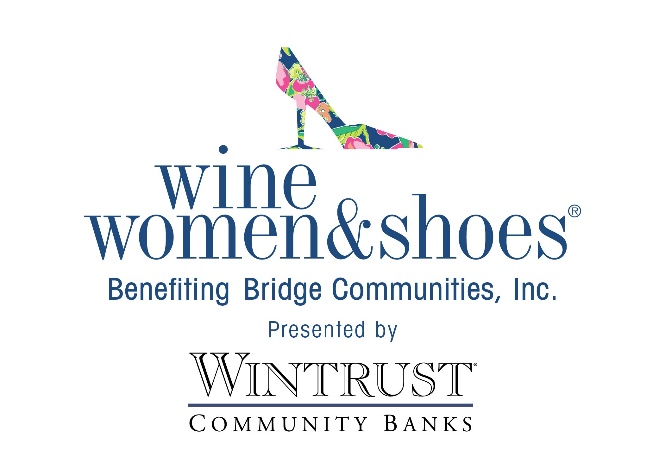 wine
women&shoes®
Benefiting Bridge Communities, Inc.
Presented by
WINTRUST
COMMUNITY BANKS